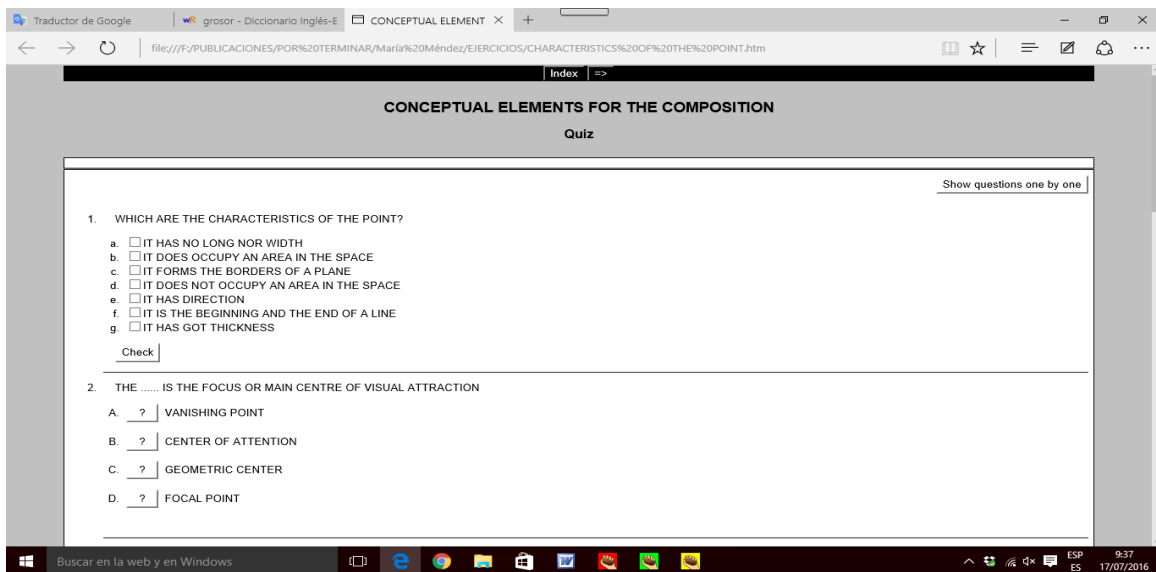 Traductor de Google
WR grosor - Diccionario Inglés-E
CONCEPTUAL ELEMENT
file:///F:/PUBLICACIONES/POR%20TERMINAR/María%20Méndez/EJERCICIOS/CHARACTERISTICS%20OF%20THE%20POINT.htm
Index =>
CONCEPTUAL ELEMENTS FOR THE COMPOSITION
Quiz
Show questions one by one
1. WHICH ARE THE CHARACTERISTICS OF THE POINT?
a. IT HAS NO LONG NOR WIDTH
b. IT DOES OCCUPY AN AREA IN THE SPACE
c. IT FORMS THE BORDERS OF A PLANE
d. IT DOES NOT OCCUPY AN AREA IN THE SPACE
e. IT HAS DIRECTION
f. IT IS THE BEGINNING AND THE END OF A LINE
g. IT HAS GOT THICKNESS
Check
2. THE ...... IS THE FOCUS OR MAIN CENTRE OF VISUAL ATTRACTION
A. ? VANISHING POINT
B. ? CENTER OF ATTENTION
C. ? GEOMETRIC CENTER
D. ? FOCAL POINT
Buscar en la web y en Windows
ESP 9:37
ES 17/07/2016